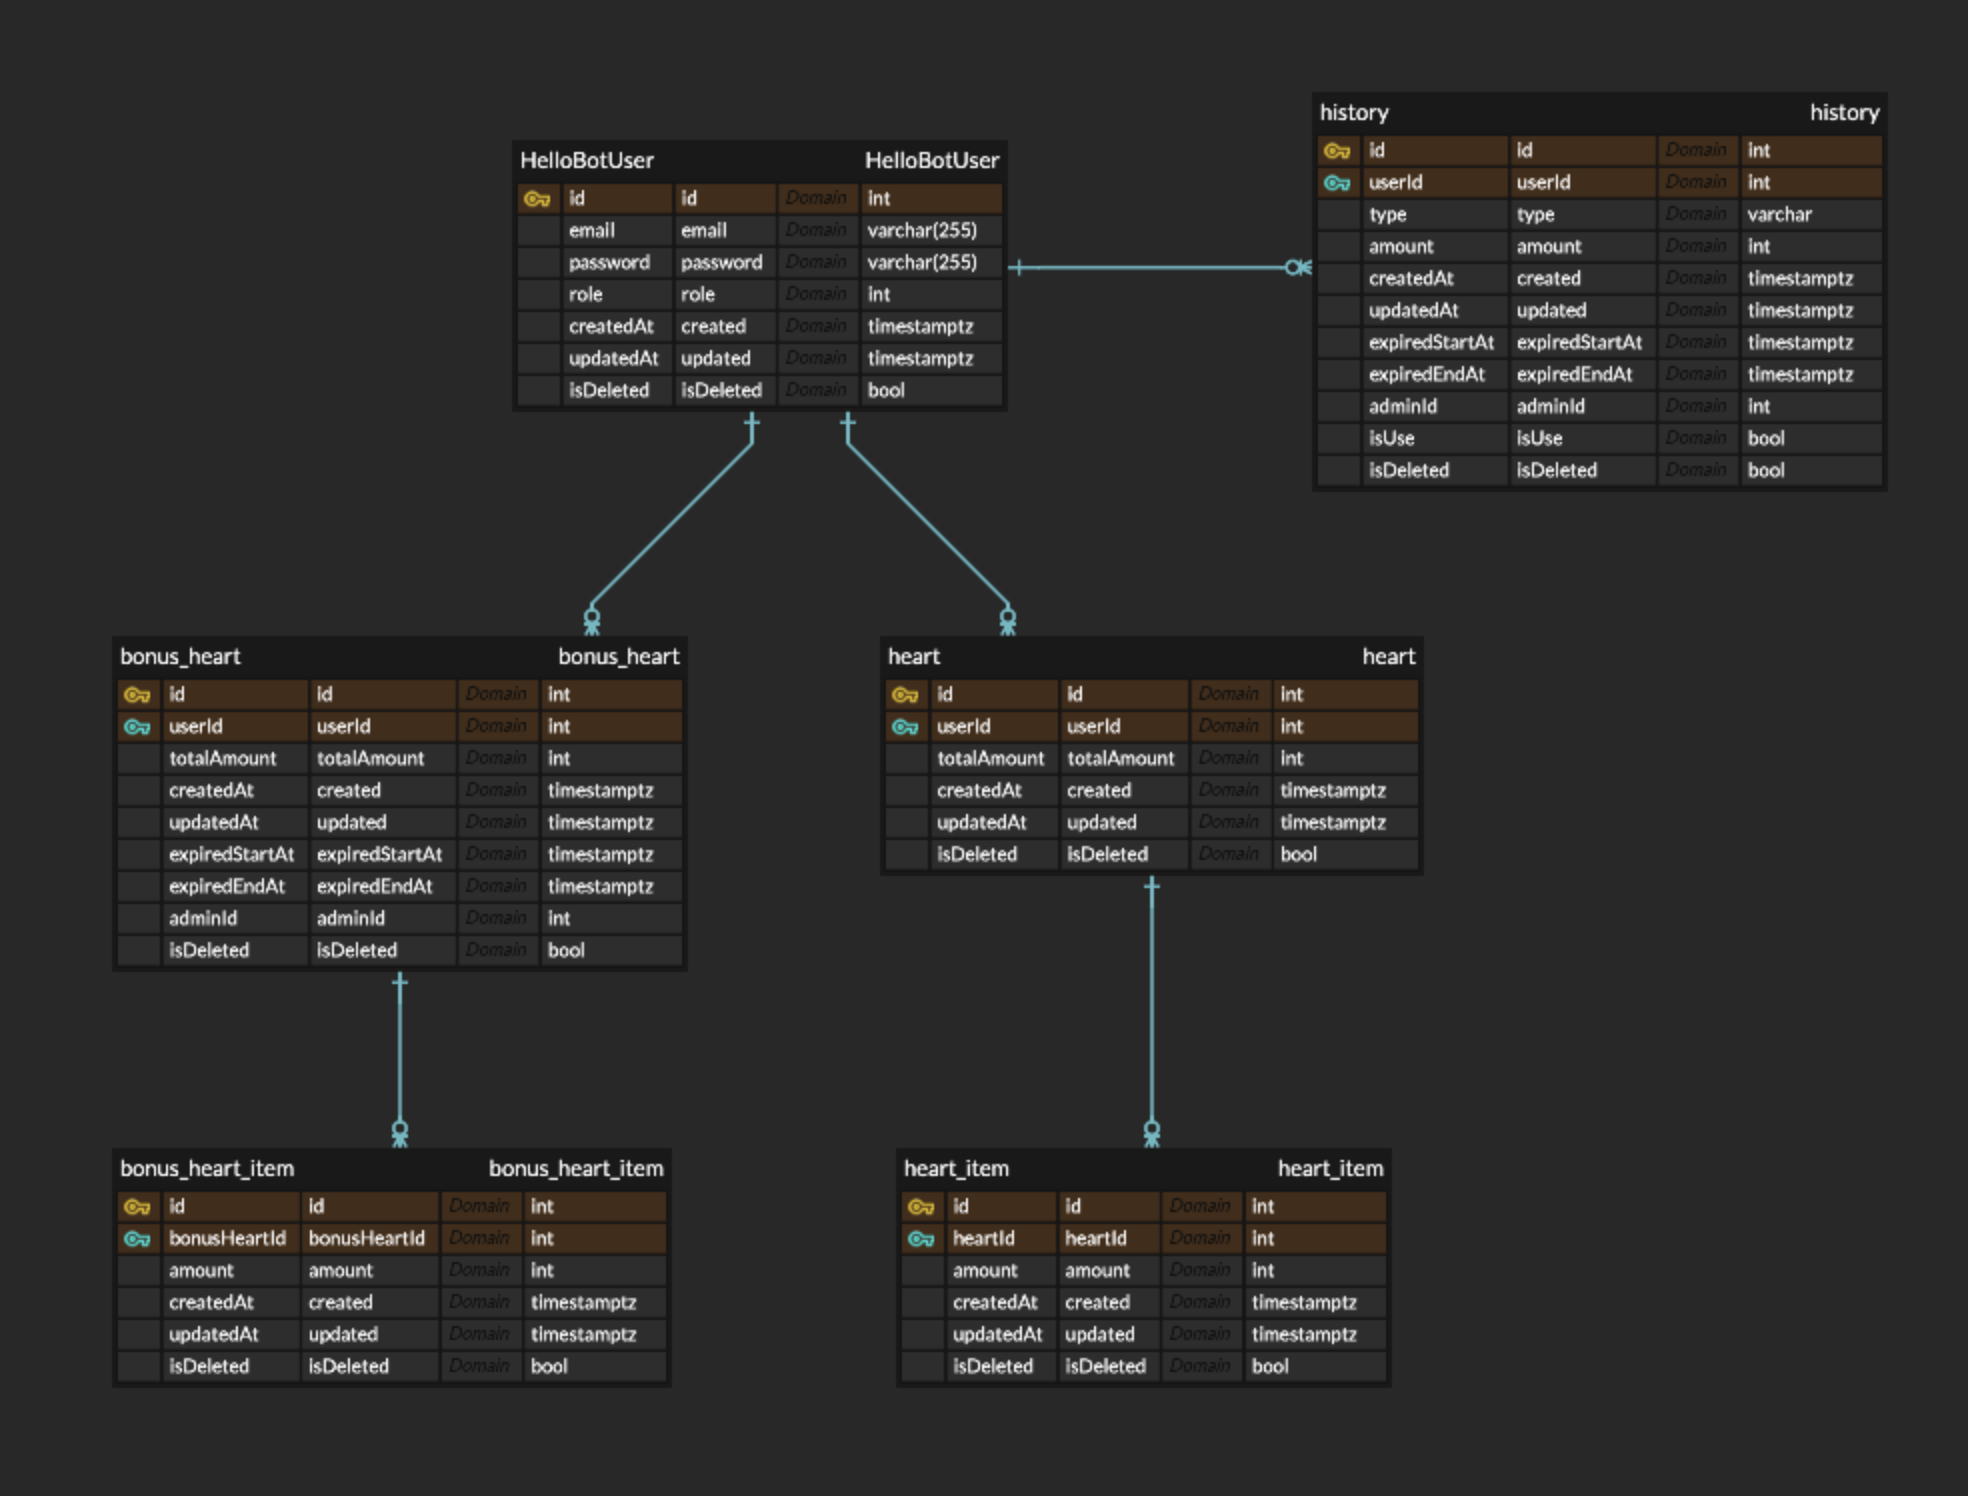 history history
id id Domain int
userId userId Domain int
type type Domain varchar
amount amount Domain int
createdAt created Domain timestamptz
updatedAt updated Domain timestamptz
expiredStartAt expiredStartAt Domain timestamptz
expiredEndAt expiredEndAt Domain timestamptz
adminId adminId Domain int
isUse isUse Domain bool
isDeleted isDeleted Domain bool
HelloBotUser HelloBotUser
id id Domain int
email email Domain varchar(255)
password password Domain varchar(255)
role role Domain int
createdAt created Domain timestamptz
updatedAt updated Domain timestamptz
isDeleted isDeleted Domain bool
bonus_heart bonus_heart
id id Domain int
userId userId Domain int
totalAmount totalAmount Domain int
createdAt created Domain timestamptz
updatedAt updated Domain timestamptz
expiredStartAt expiredStartAt Domain timestamptz
expiredEndAt expiredEndAt Domain timestamptz
adminId adminId Domain int
isDeleted isDeleted Domain bool
heart heart
id id Domain int
userId userId Domain int
totalAmount totalAmount Domain int
createdAt created Domain timestamptz
updatedAt updated Domain timestamptz
isDeleted isDeleted Domain bool
bonus_heart_item bonus_heart_item
id id Domain int
bonusHeartId bonusHeartId Domain int
amount amount Domain int
createdAt created Domain timestamptz
updatedAt updated Domain timestamptz
isDeleted isDeleted Domain bool
heart_item heart_item
id id Domain int
heartId heartId Domain int
amount amount Domain int
createdAt created Domain timestamptz
updatedAt updated Domain timestamptz
isDeleted isDeleted Domain bool